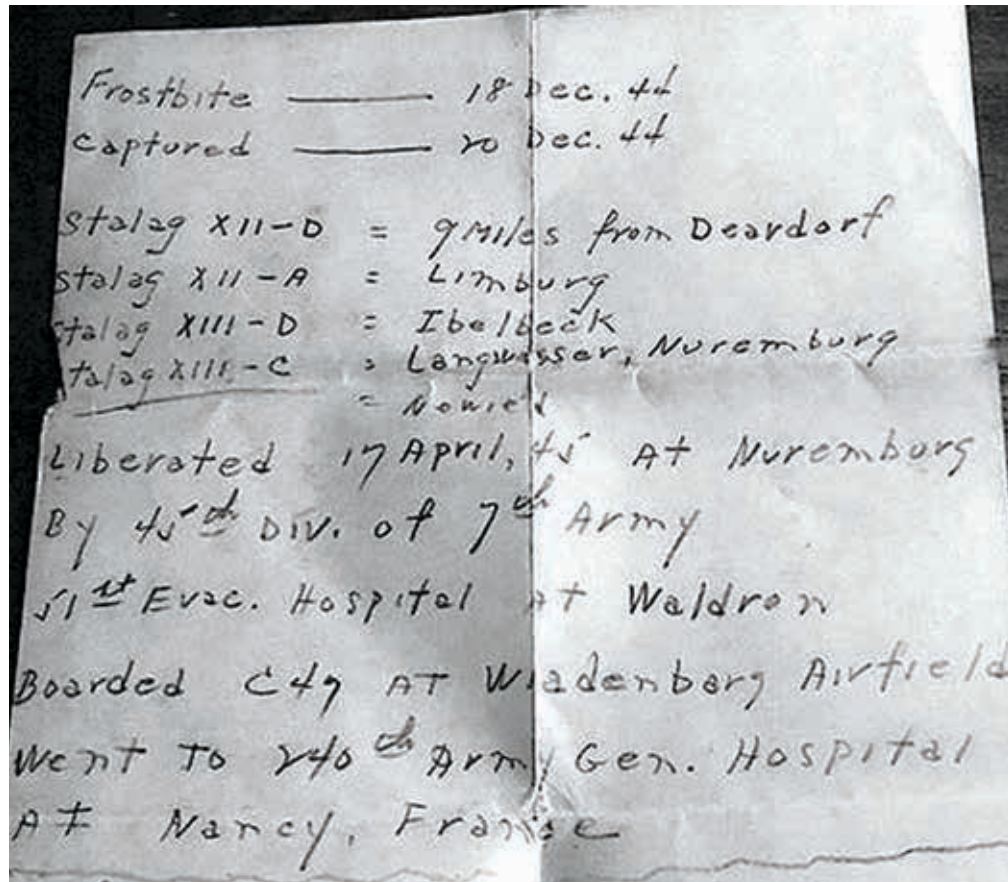 Frostbite —— 18 Dec. 44
Captured —— 20 Dec. 44
Stalag XII-D = 9 Miles from Deardorf
Stalag XII-A = Limburg
Stalag XIII-D = Ibelbeck
talag XIII-C = Langwasser, Nuremburg
=
Liberated 17 April, 45 At Nuremburg
By 45th Div. of 7th Army
51st Evac. Hospital At Waldron
Boarded C47 AT Wladenbarg Airfield
Went To 240th Army Gen. Hospital
At Nancy, France